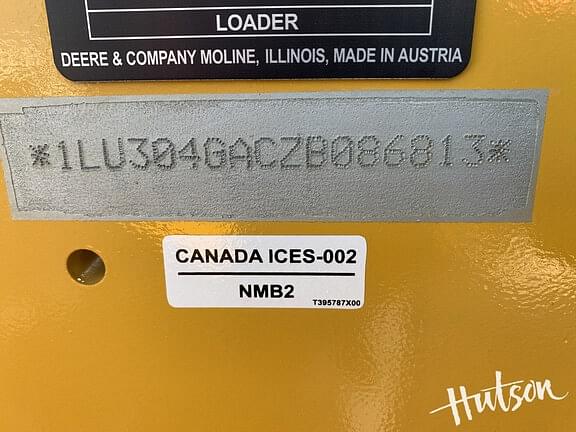 LOADER
DEERE & COMPANY MOLINE, ILLINOIS, MADE IN AUSTRIA
*1LU304GACZB086813*
CANADA ICES-002
NMB2
T395787X00
Hutson